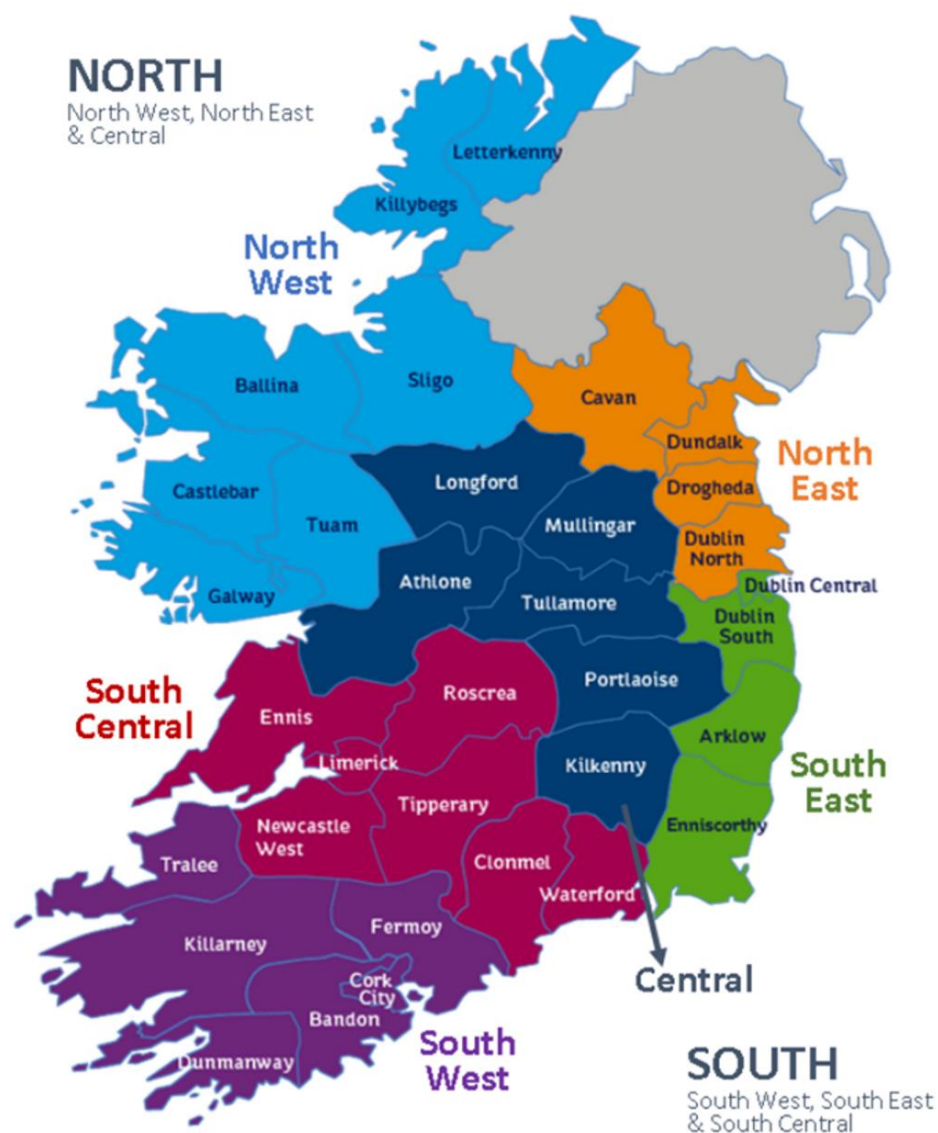 NORTH
North West, North East
& Central
Letterkenny
Killybegs
North
West
Ballina
Sligo
Cavan
Dundalk
North
East
Castlebar
Longford
Drogheda
Tuam
Mullingar
Dublin
North
Galway
Athlone
Tullamore
Dublin Central
Dublin
South
South
Central
Ennis
Roscrea
Portlaoise
Arklow
Limerick
Kilkenny
South
East
Tipperary
Newcastle
West
Enniscorthy
Tralee
Clonmel
Waterford
Killarney
Fermoy
Central
Cork
City
Bandon
South
West
Dunmanway
SOUTH
South West, South East
& South Central